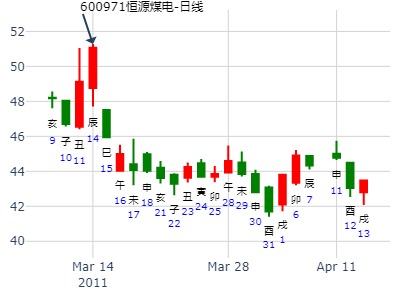 600971恒源煤电-日线
52
50
48
46
44
42
40
亥
9
子
10
丑
11
辰
14
巳
15
午
16
未
17
申
18
亥
21
子
22
丑
23
寅
24
卯
25
午
28
未
29
申
30
酉
31
戌
1
卯
6
辰
7
申
11
酉
12
戌
13
Mar 14
2011
Mar 28
Apr 11